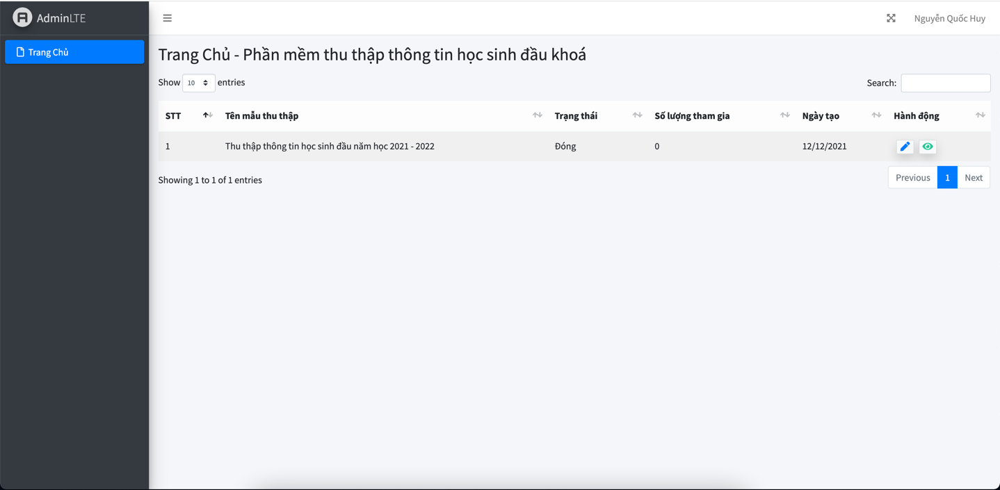 AdminLTE
Nguyễn Quốc Huy
Trang Chủ
Trang Chủ - Phần mềm thu thập thông tin học sinh đầu khoá
Show 10 entries
Search:
STT Tên mẫu thu thập Trạng thái Số lượng tham gia Ngày tạo Hành động
1 Thu thập thông tin học sinh đầu năm học 2021 - 2022 Đóng 0 12/12/2021
Showing 1 to 1 of 1 entries
Previous 1 Next